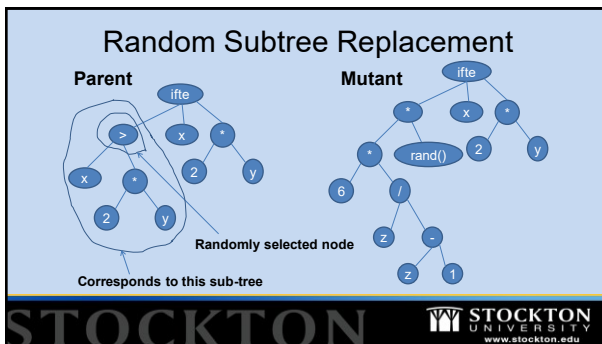 Random Subtree Replacement
Parent
Mutant
ifte
>
x
*
x
*
2
y
2
y
Randomly selected node
Corresponds to this sub-tree
ifte
*
x
*
*
rand()
2
y
6
/
z
-
z
1
STOCKTON
STOCKTON
UNIVERSITY
www.stockton.edu